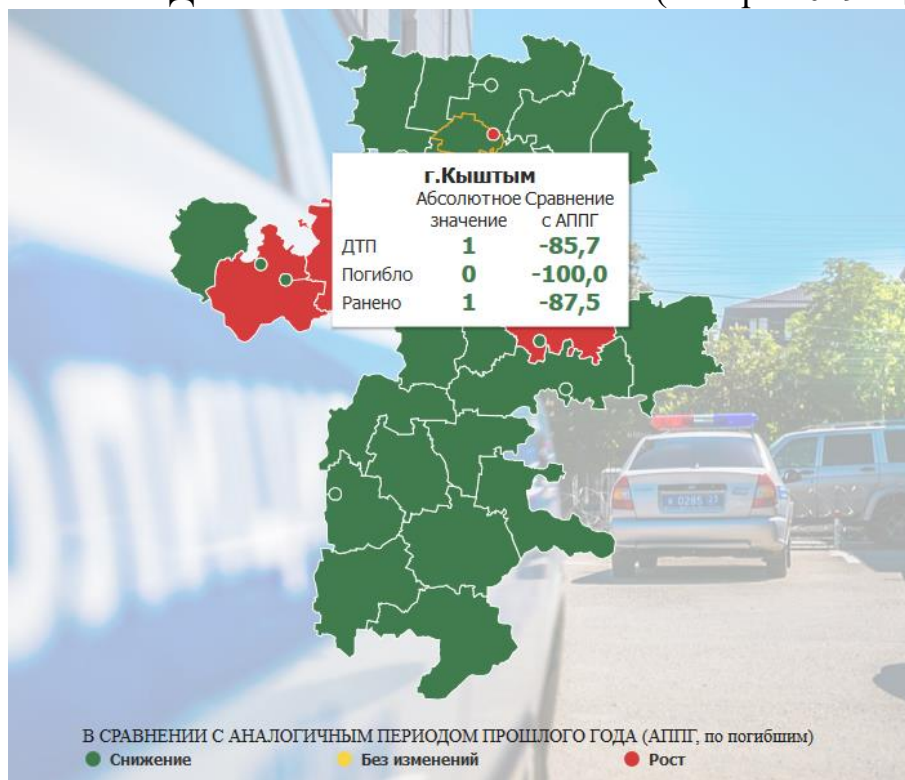 г.Кыштым
Абсолютное Сравнение
значение с АППГ
ДТП 1 -85,7
Погибло 0 -100,0
Ранено 1 -87,5
В СРАВНЕНИИ С АНАЛОГИЧНЫМ ПЕРИОДОМ ПРОШЛОГО ГОДА (АППГ, по погибшим)
Снижение Без изменений Рост